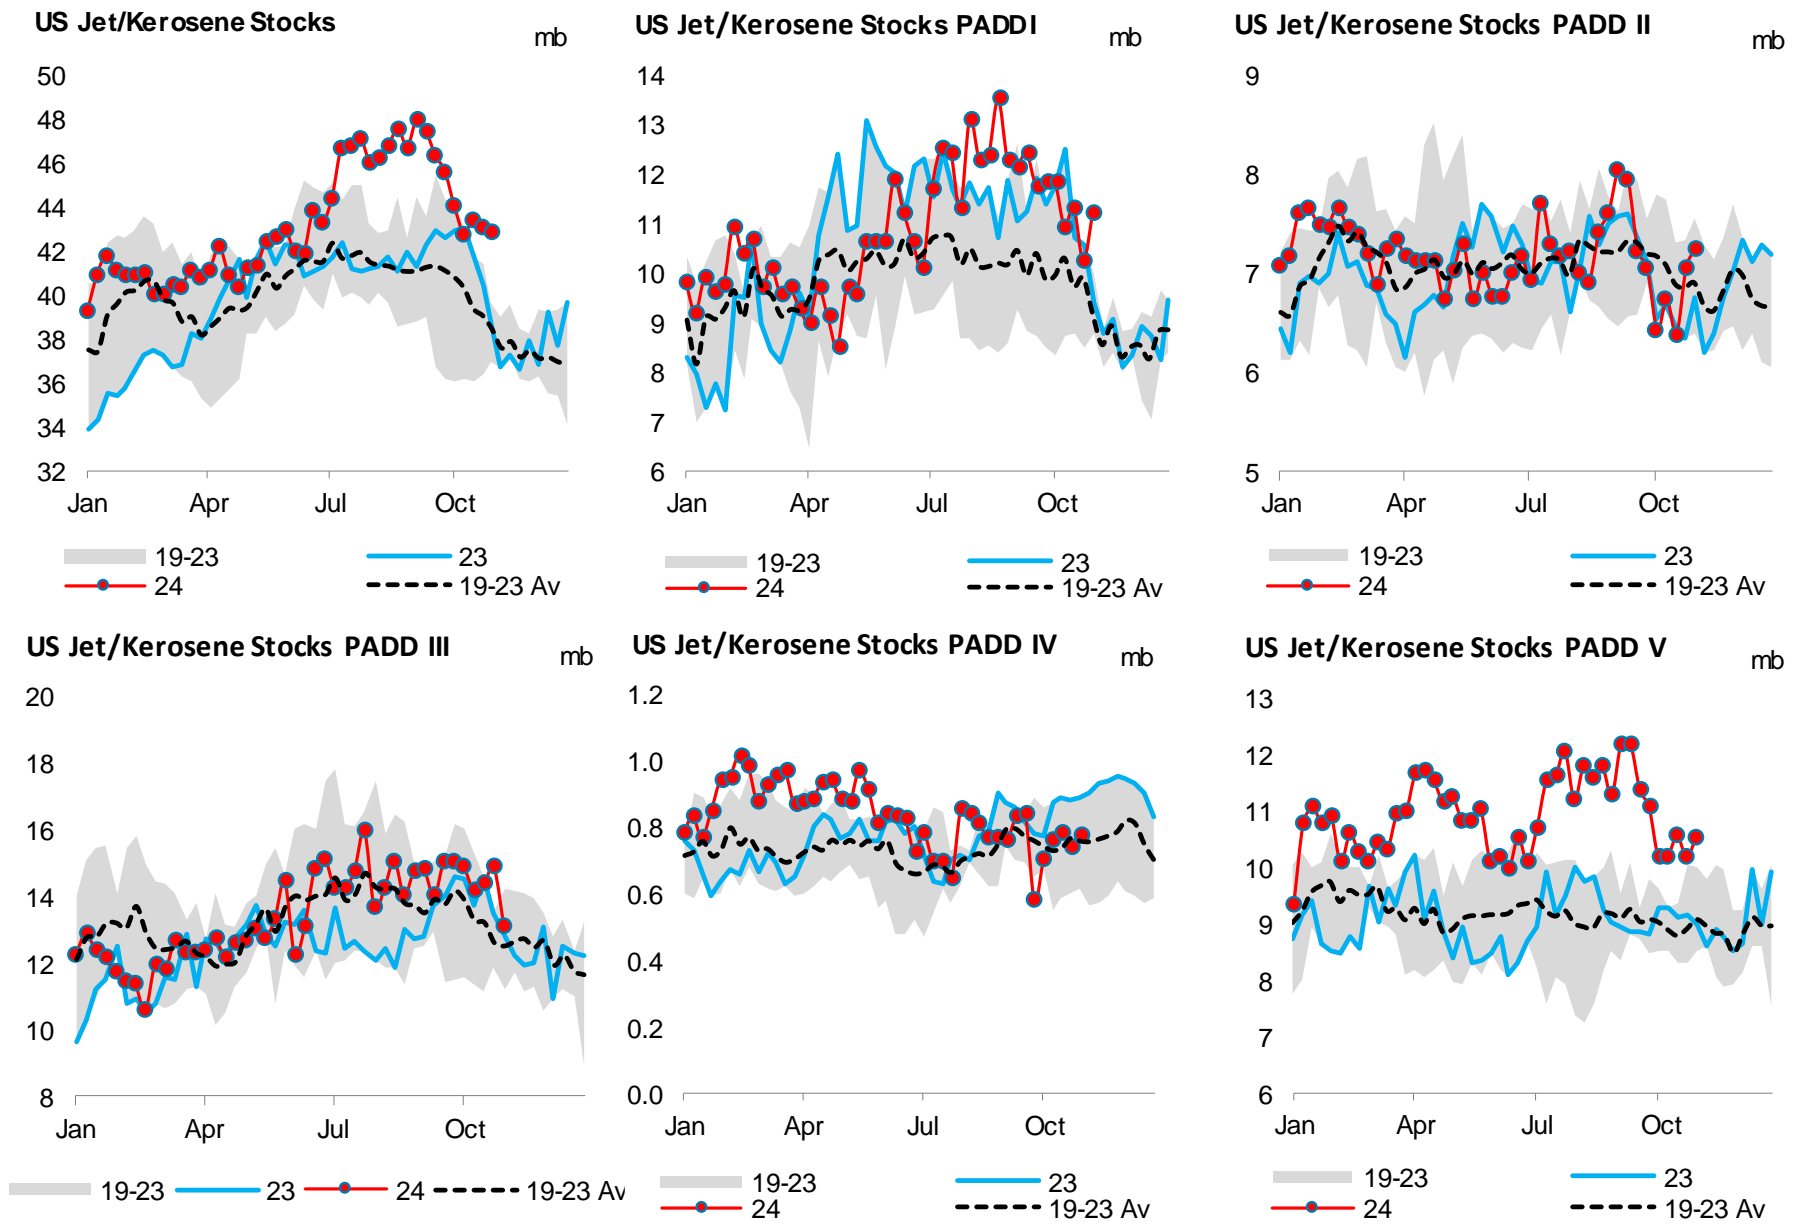 US Jet/Kerosene Stocks
mb
50
48
46
44
42
40
38
36
34
32
Jan Apr Jul Oct
19-23 23
24 19-23 Av
US Jet/Kerosene Stocks PADD I
mb
14
13
12
11
10
9
8
7
6
Jan Apr Jul Oct
19-23 23
24 19-23 Av
US Jet/Kerosene Stocks PADD II
mb
9
8
7
6
5
Jan Apr Jul Oct
19-23 23
24 19-23 Av
US Jet/Kerosene Stocks PADD III
mb
20
18
16
14
12
10
8
Jan Apr Jul Oct
19-23 23 24 19-23 Av
US Jet/Kerosene Stocks PADD IV
mb
1.2
1.0
0.8
0.6
0.4
0.2
0.0
Jan Apr Jul Oct
19-23 23
24 19-23 Av
US Jet/Kerosene Stocks PADD V
mb
13
12
11
10
9
8
7
6
Jan Apr Jul Oct
19-23 23
24 19-23 Av